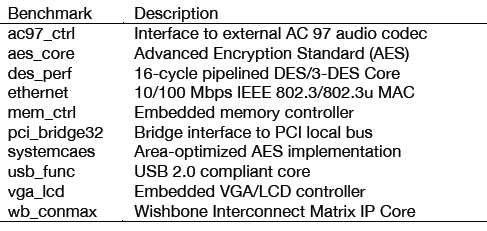 Benchmark Description
ac97_ctrl Interface to external AC 97 audio codec
aes_core Advanced Encryption Standard (AES)
des_perf 16-cycle pipelined DES/3-DES Core
ethernet 10/100 Mbps IEEE 802.3/802.3u MAC
mem_ctrl Embedded memory controller
pci_bridge32 Bridge interface to PCI local bus
systemcaes Area-optimized AES implementation
usb_func USB 2.0 compliant core
vga_lcd Embedded VGA/LCD controller
wb_conmax Wishbone Interconnect Matrix IP Core